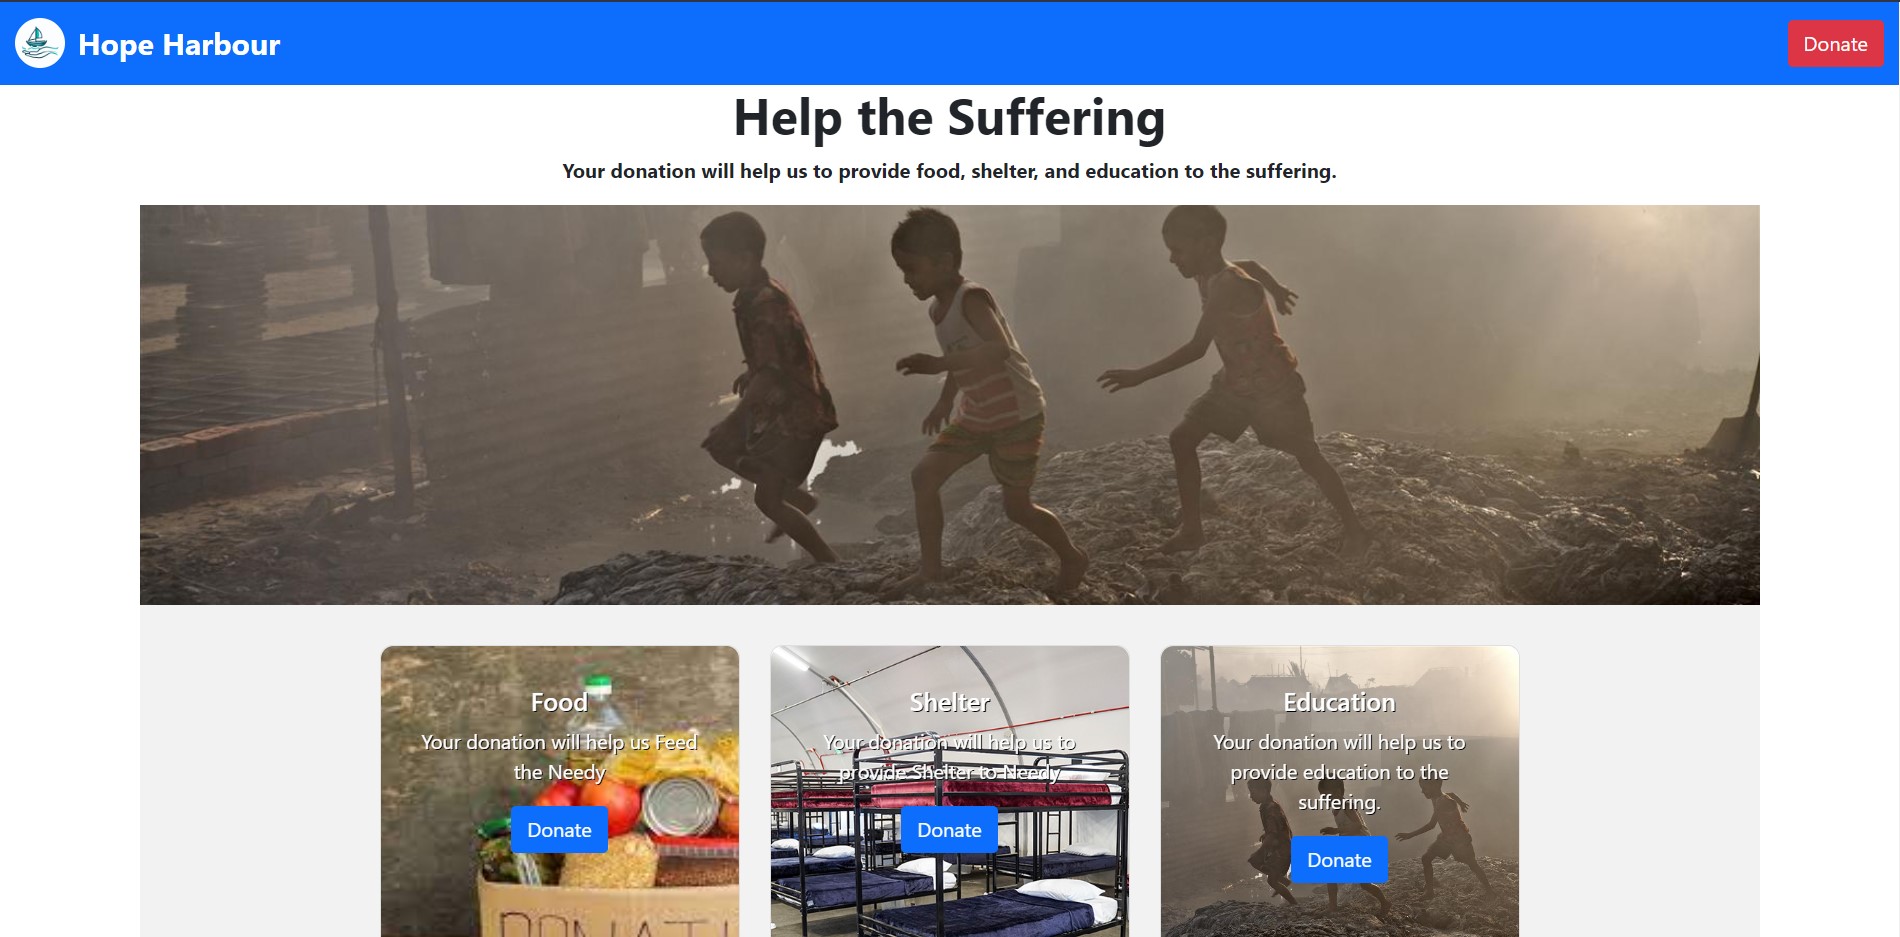 Hope Harbour
Donate
Help the Suffering
Your donation will help us to provide food, shelter, and education to the suffering.
Food
Your donation will help us Feed
the Needy
Donate
Shelter
Your donation will help us to
provide Shelter to Needy
Donate
Education
Your donation will help us to
provide education to the
suffering.
Donate